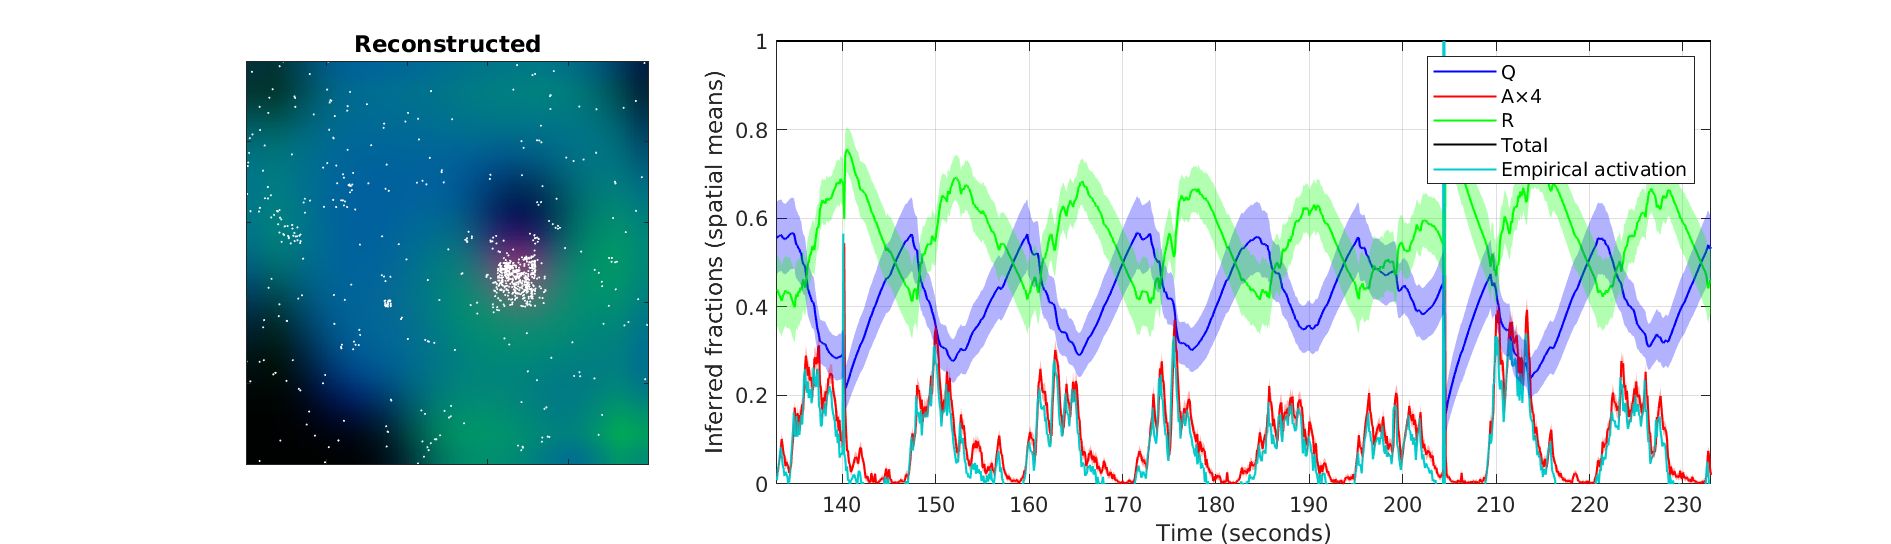 Reconstructed
Inferred fractions (spatial means)
1
0.8
0.6
0.4
0.2
0
Q
A×4
R
Total
Empirical activation
140 150 160 170 180 190 200 210 220 230
Time (seconds)